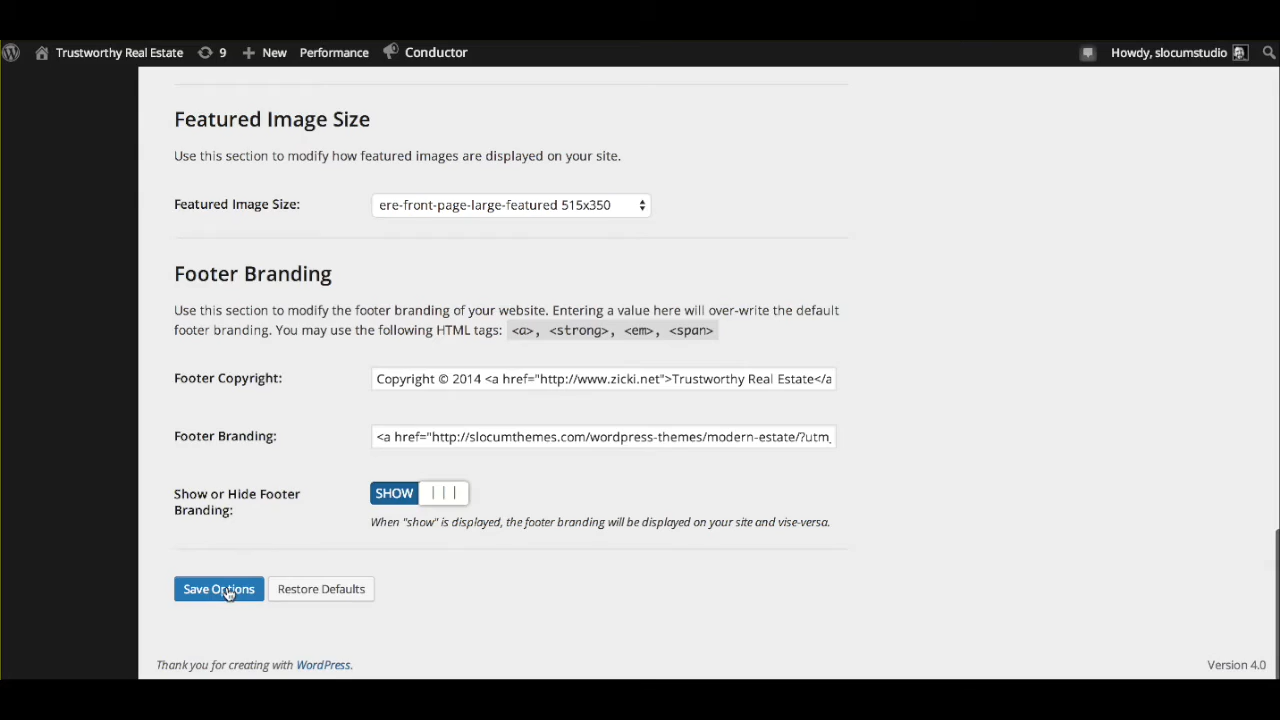 Trustworthy Real Estate 9 New Performance Conductor Howdy, slocumstudio
Featured Image Size
Use this section to modify how featured images are displayed on your site.
Featured Image Size: ere-front-page-large-featured 515x350
Footer Branding
Use this section to modify the footer branding of your website. Entering a value here will over-write the default
footer branding. You may use the following HTML tags: <a>, <strong>, <em>, <span>
Footer Copyright: Copyright © 2014 <a href="http://www.zicki.net">Trustworthy Real Estate</a
Footer Branding: <a href="http://slocumthemes.com/wordpress-themes/modern-estate/?utm_
Show or Hide Footer
Branding:
SHOW
When "show" is displayed, the footer branding will be displayed on your site and vise-versa.
Save Options Restore Defaults
Thank you for creating with WordPress. Version 4.0